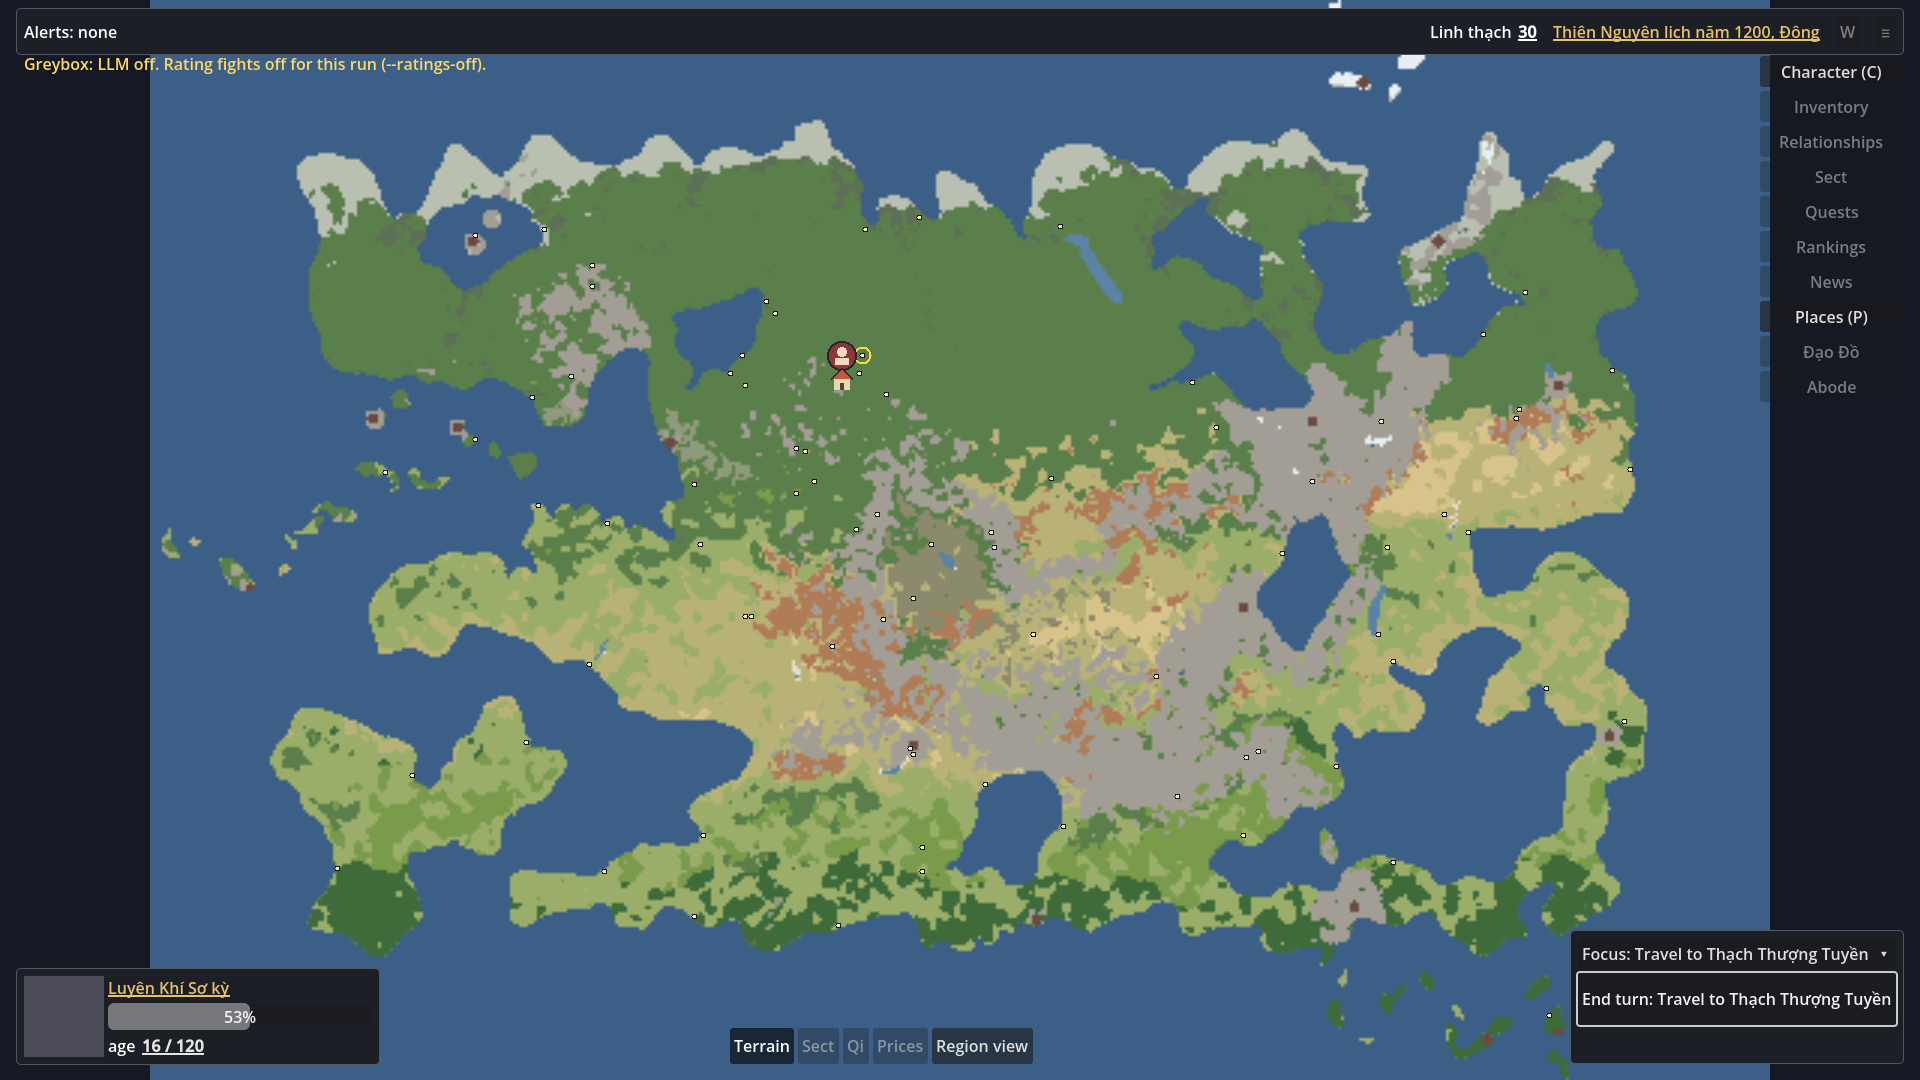 Alerts: none
Linh thạch 30 Thiên Nguyên lich năm 1200, Đông W ≡
Greybox: LLM off. Rating fights off for this run (--ratings-off).
Character (C)
Inventory
Relationships
Sect
Quests
Rankings
News
Places (P)
Đạo Đồ
Abode
Focus: Travel to Thạch Thượng Tuyền ▾
End turn: Travel to Thạch Thượng Tuyền
Luyên Khí Sơ kỳ
53%
age 16 / 120
Terrain Sect Qi Prices Region view